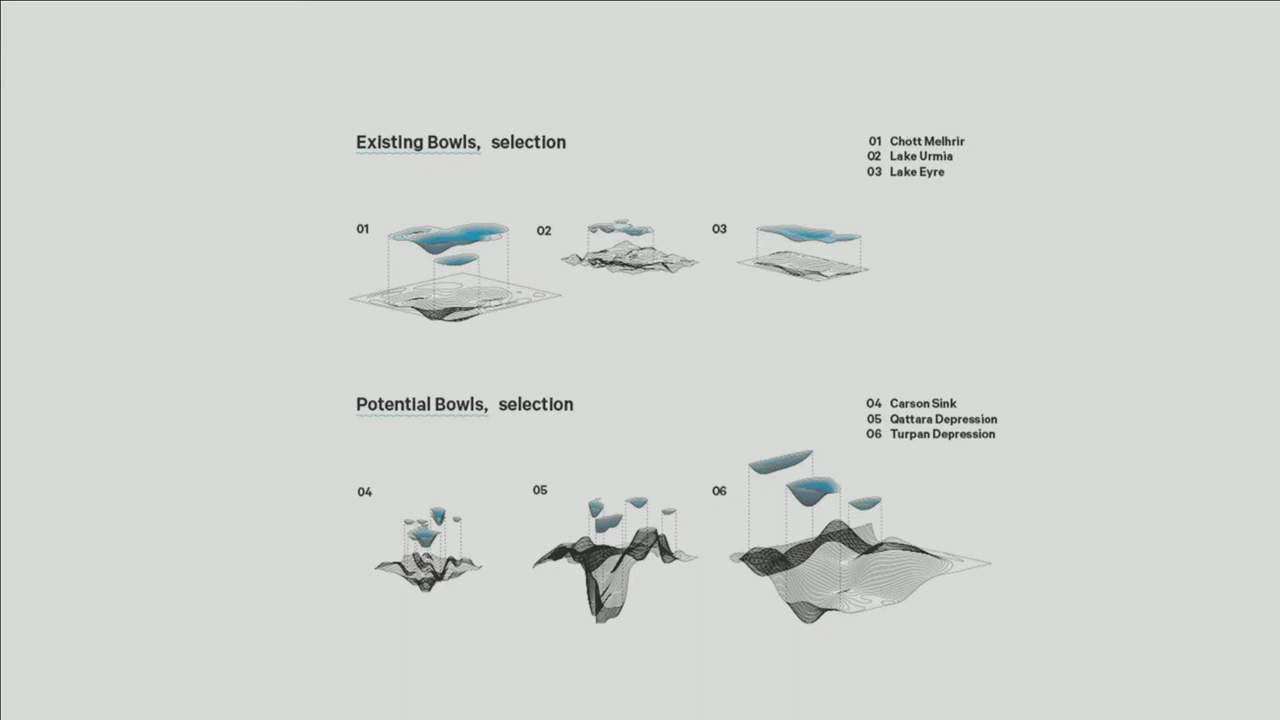 Existing Bowls, selection
01 Chott Melhrir
02 Lake Urmia
03 Lake Eyre
01
02
03
Potential Bowls, selection
04 Carson Sink
05 Qattara Depression
06 Turpan Depression
04
05
06